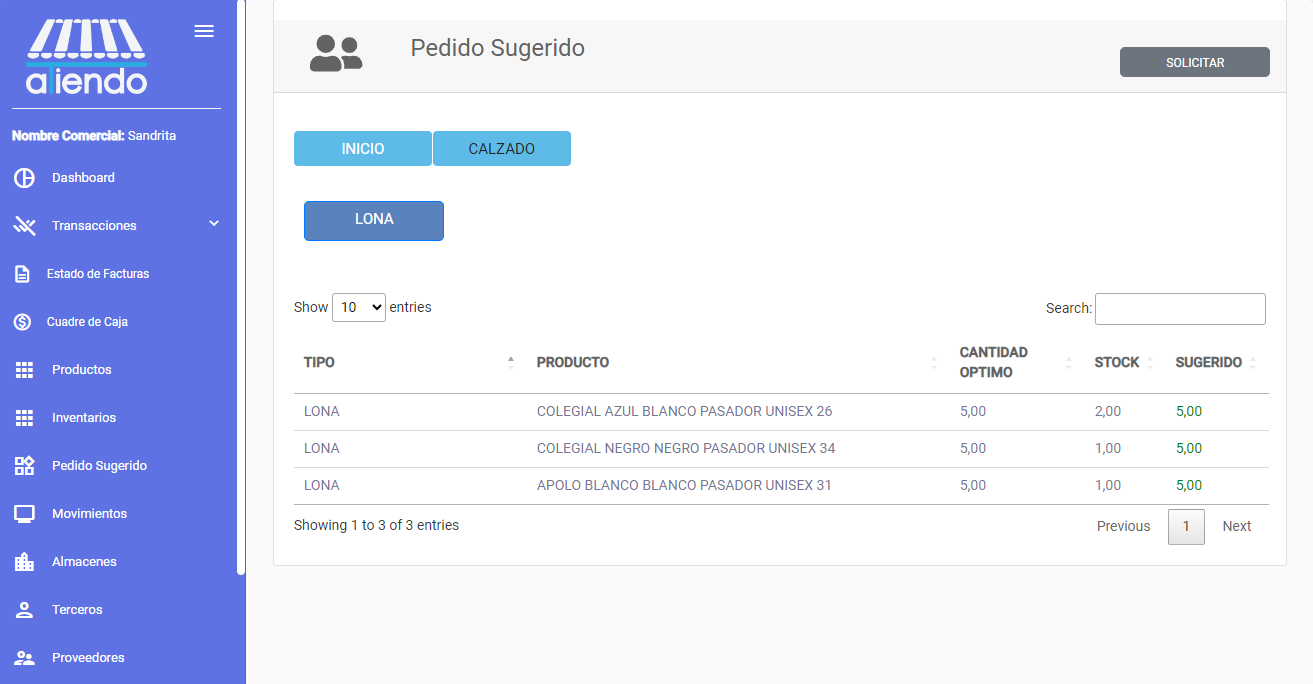 aTiendo
Nombre Comercial: Sandrita
Dashboard
Transacciones
Estado de Facturas
Cuadre de Caja
Productos
Inventarios
Pedido Sugerido
Movimientos
Almacenes
Terceros
Proveedores
Pedido Sugerido
SOLICITAR
INICIO CALZADO
LONA
Show 10 entries Search:
TIPO PRODUCTO CANTIDAD OPTIMO STOCK SUGERIDO
LONA COLEGIAL AZUL BLANCO PASADOR UNISEX 26 5,00 2,00 5,00
LONA COLEGIAL NEGRO NEGRO PASADOR UNISEX 34 5,00 1,00 5,00
LONA APOLO BLANCO BLANCO PASADOR UNISEX 31 5,00 1,00 5,00
Showing 1 to 3 of 3 entries Previous 1 Next